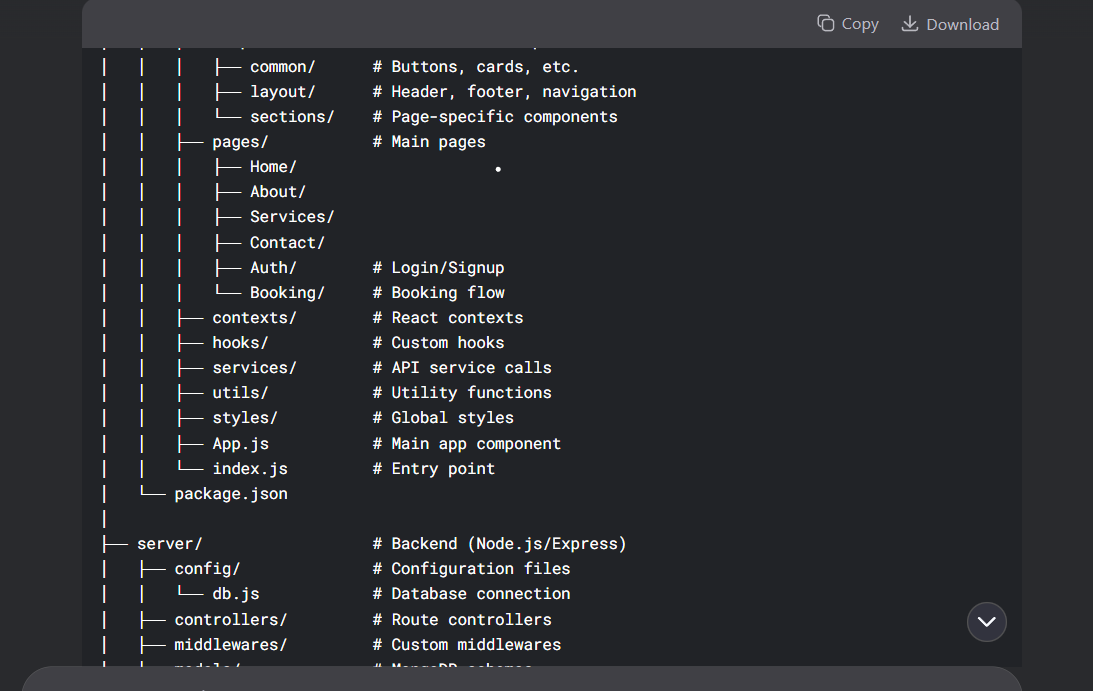 Copy Download
│ │ │ ├── common/ # Buttons, cards, etc.
│ │ │ ├── layout/ # Header, footer, navigation
│ │ │ └── sections/ # Page-specific components
│ │ ├── pages/ # Main pages
│ │ │ ├── Home/
│ │ │ ├── About/
│ │ │ ├── Services/
│ │ │ ├── Contact/
│ │ │ ├── Auth/ # Login/Signup
│ │ │ └── Booking/ # Booking flow
│ │ ├── contexts/ # React contexts
│ │ ├── hooks/ # Custom hooks
│ │ ├── services/ # API service calls
│ │ ├── utils/ # Utility functions
│ │ ├── styles/ # Global styles
│ │ ├── App.js # Main app component
│ │ └── index.js # Entry point
│ └── package.json
│
├── server/ # Backend (Node.js/Express)
│ ├── config/ # Configuration files
│ │ └── db.js # Database connection
│ ├── controllers/ # Route controllers
│ ├── middlewares/ # Custom middlewares